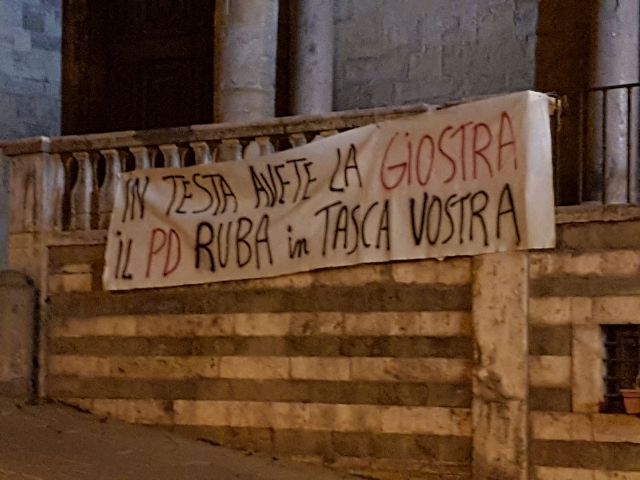 IN TESTA AVETE LA GIOSTRA
IL PD RUBA in TASCA VOSTRA